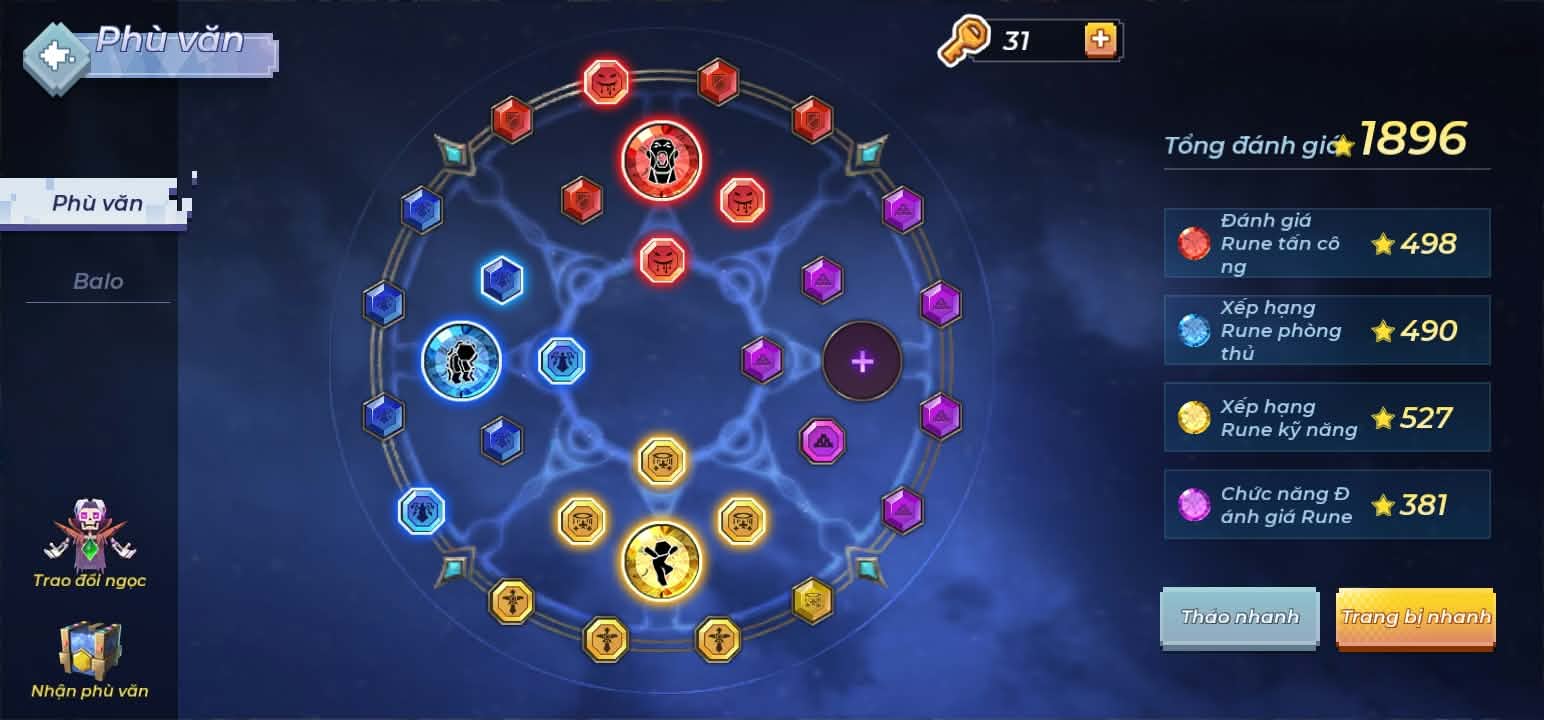 Phù văn
31
Tổng đánh giá 1896
Phù văn
Balo
Đánh giá
Rune tấn cô
ng
498
Xếp hạng
Rune phòng
thủ
490
Xếp hạng
Rune kỹ năng
527
Chức năng Đ
ánh giá Rune
381
Trao đổi ngọc
Nhận phù văn
Tháo nhanh
Trang bị nhanh